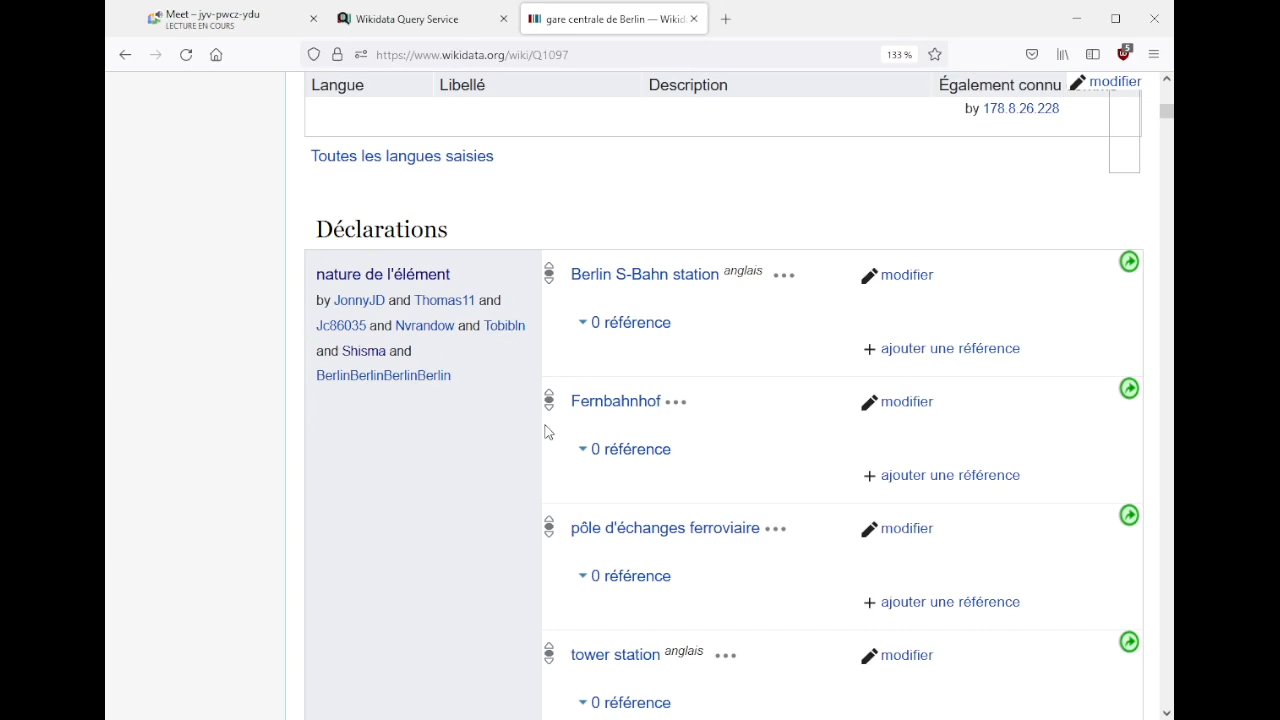 Meet – jyv-pwcz-ydu
LECTURE EN COURS
Wikidata Query Service
gare centrale de Berlin — Wikid
https://www.wikidata.org/wiki/Q1097
133 %
5
Langue Libellé Description Également connu
modifier
by 178.8.26.228
Toutes les langues saisies
Déclarations
nature de l'élément
by JonnyJD and Thomas11 and
Jc86035 and Nvrandow and Tobibln
and Shisma and
BerlinBerlinBerlinBerlin
Berlin S-Bahn station anglais
modifier
0 référence
+ ajouter une référence
Fernbahnhof
modifier
0 référence
+ ajouter une référence
pôle d'échanges ferroviaire
modifier
0 référence
+ ajouter une référence
tower station anglais
modifier
0 référence